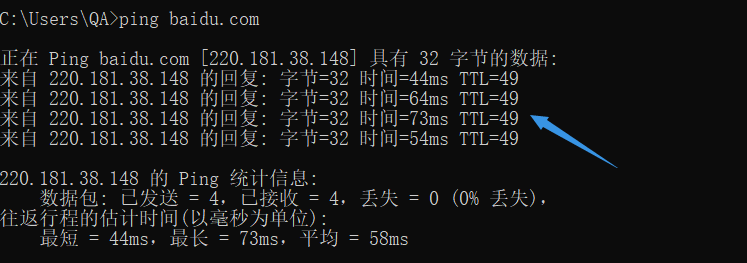 C:\Users\QA>ping baidu.com
正在 Ping baidu.com [220.181.38.148] 具有 32 字节的数据:
来自 220.181.38.148 的回复: 字节=32 时间=44ms TTL=49
来自 220.181.38.148 的回复: 字节=32 时间=64ms TTL=49
来自 220.181.38.148 的回复: 字节=32 时间=73ms TTL=49
来自 220.181.38.148 的回复: 字节=32 时间=54ms TTL=49
220.181.38.148 的 Ping 统计信息:
数据包: 已发送 = 4，已接收 = 4，丢失 = 0 (0% 丢失)，
往返行程的估计时间(以毫秒为单位):
最短 = 44ms，最长 = 73ms，平均 = 58ms